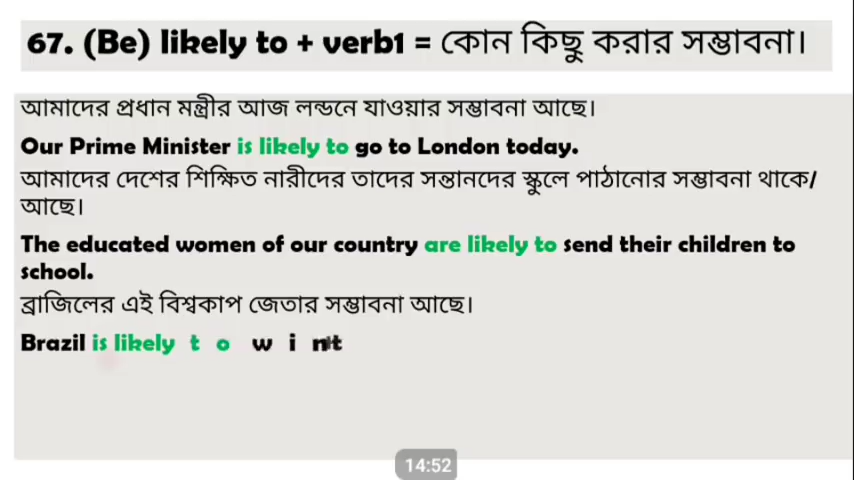 67. (Be) likely to + verb1 = কোন কিছু করার সম্ভাবনা।
আমাদের প্রধান মন্ত্রীর আজ লন্ডনে যাওয়ার সম্ভাবনা আছে।
Our Prime Minister is likely to go to London today.
আমাদের দেশের শিক্ষিত নারীদের তাদের সন্তানদের স্কুলে পাঠানোর সম্ভাবনা থাকে/
আছে।
The educated women of our country are likely to send their children to
school.
ব্রাজিলের এই বিশ্বকাপ জেতার সম্ভাবনা আছে।
Brazil is likely to win
14:52